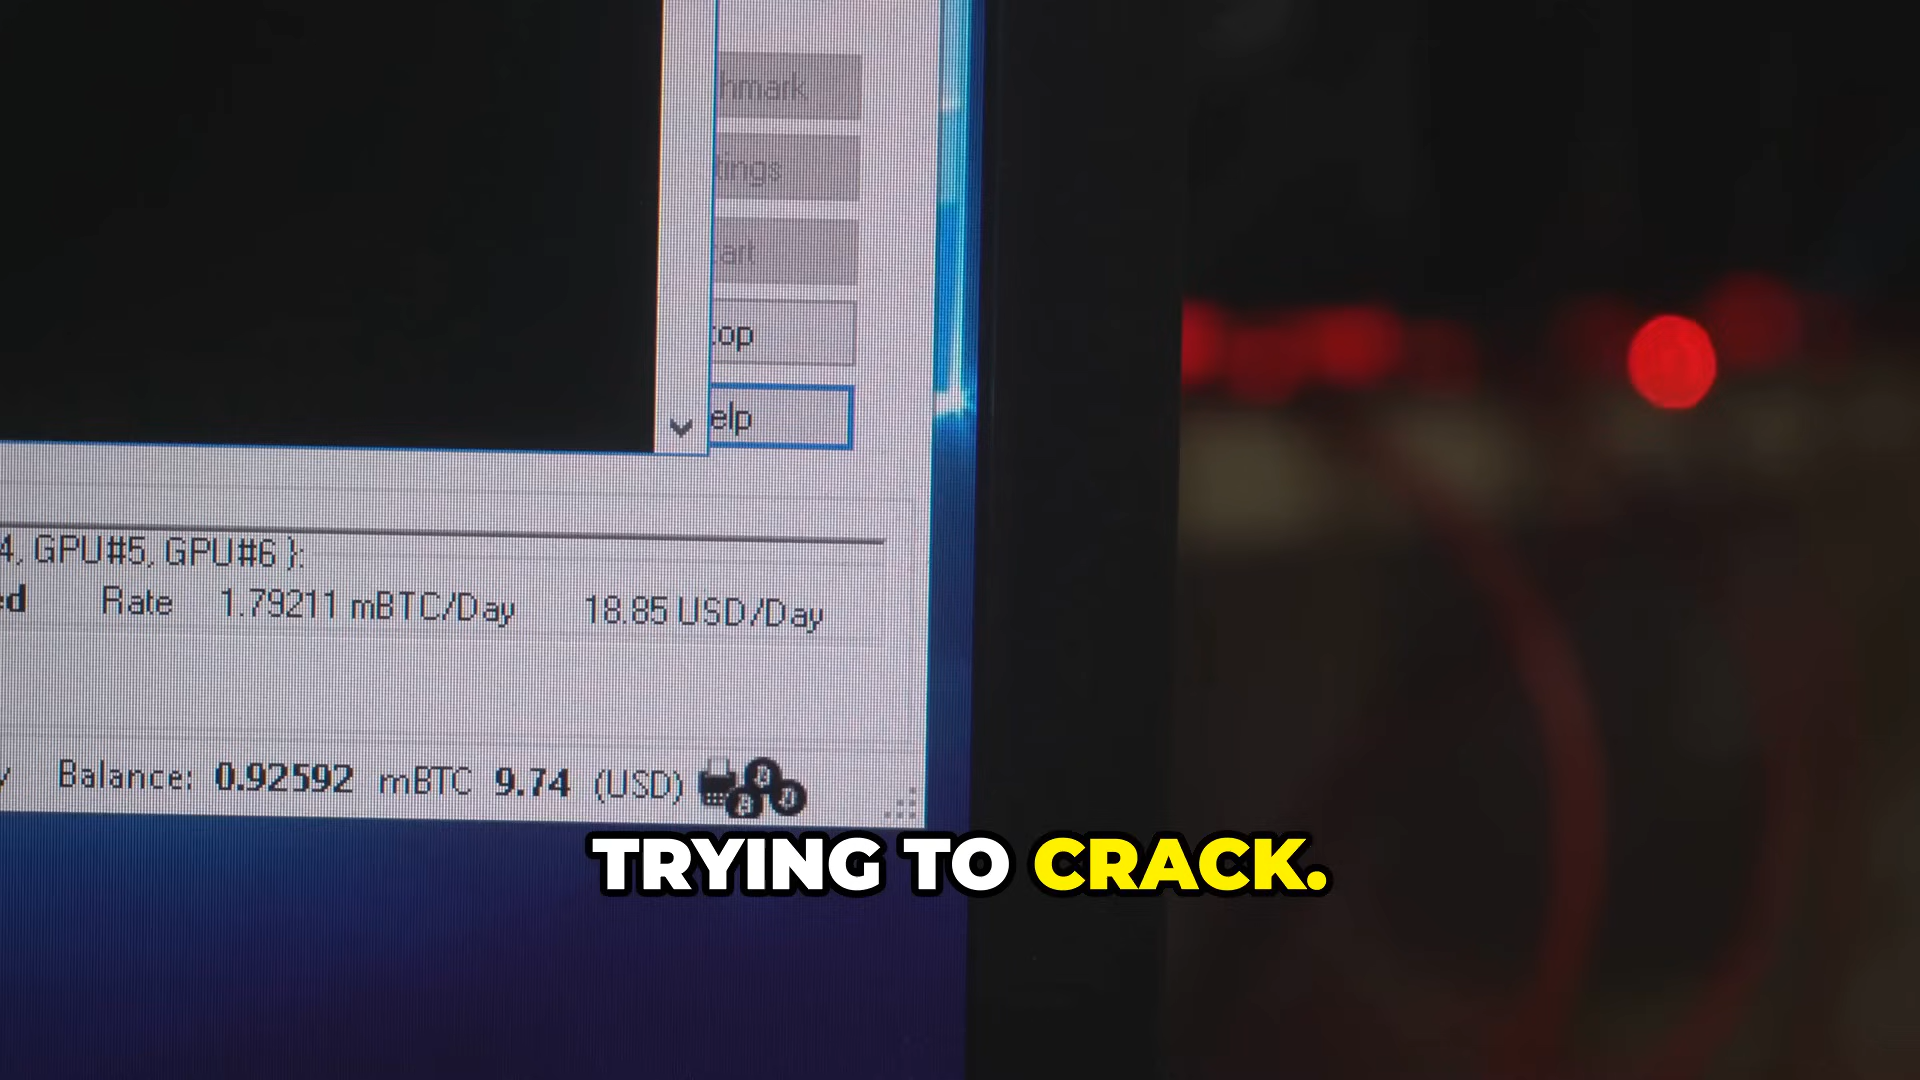 hmark
tings
art
top
elp
4, GPU#5, GPU#6 }:
ed Rate 1.79211 mBTC/Day 18.85 USD/Day
y Balance: 0.92592 mBTC 9.74 (USD)
TRYING TO CRACK.